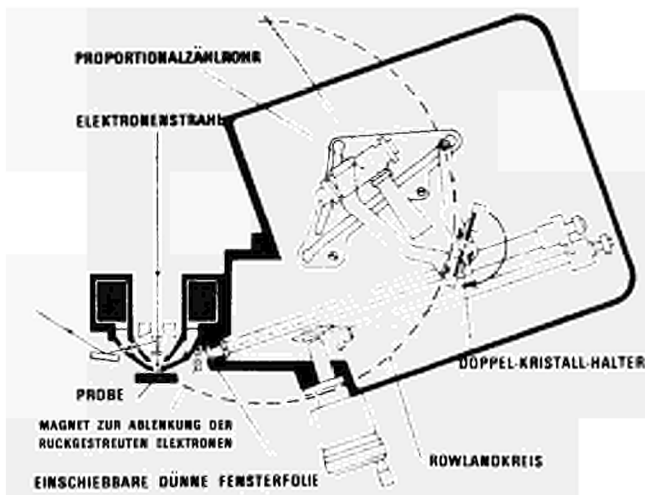 PROPORTIONALZÄHLROHR
ELEKTRONENSTRAHL
DOPPEL-KRISTALL-HALTER
PROBE
MAGNET ZUR ABLENKUNG DER
RÜCKGESTREUTEN ELEKTRONEN
ROWLANDKREIS
EINSCHIEBBARE DÜNNE FENSTERFOLIE